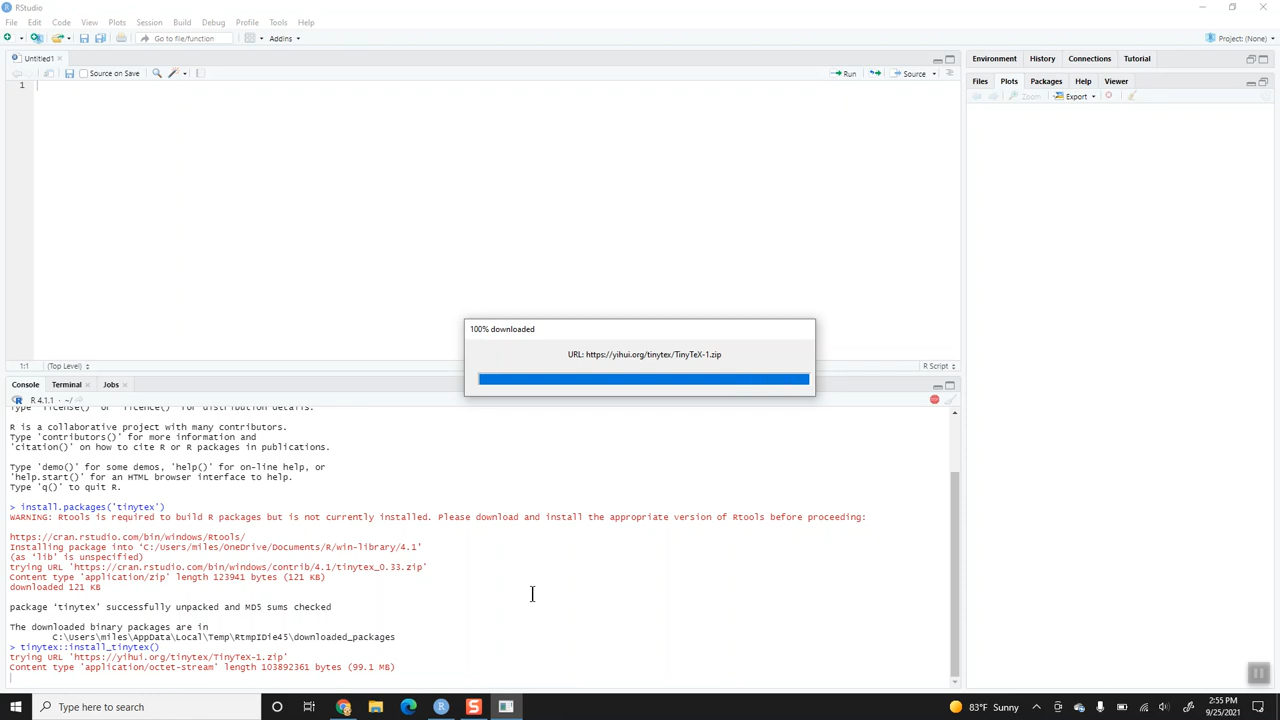 RStudio
File Edit Code View Plots Session Build Debug Profile Tools Help
Go to file/function Addins Project: (None)
Untitled1
Source on Save Run Source
1
Environment History Connections Tutorial
Files Plots Packages Help Viewer
Zoom Export
100% downloaded
URL: https://yihui.org/tinytex/TinyTeX-1.zip
1:1 (Top Level) R Script
Console Terminal Jobs
R 4.1.1 · ~/
Type 'license()' or 'licence()' for distribution details.
R is a collaborative project with many contributors.
Type 'contributors()' for more information and
'citation()' on how to cite R or R packages in publications.
Type 'demo()' for some demos, 'help()' for on-line help, or
'help.start()' for an HTML browser interface to help.
Type 'q()' to quit R.
> install.packages('tinytex')
WARNING: Rtools is required to build R packages but is not currently installed. Please download and install the appropriate version of Rtools before proceeding:
https://cran.rstudio.com/bin/windows/Rtools/
Installing package into ‘C:/Users/miles/OneDrive/Documents/R/win-library/4.1’
(as ‘lib’ is unspecified)
trying URL 'https://cran.rstudio.com/bin/windows/contrib/4.1/tinytex_0.33.zip'
Content type 'application/zip' length 123941 bytes (121 KB)
downloaded 121 KB
package ‘tinytex’ successfully unpacked and MD5 sums checked
The downloaded binary packages are in
C:\Users\miles\AppData\Local\Temp\RtmpIDie45\downloaded_packages
> tinytex::install_tinytex()
trying URL 'https://yihui.org/tinytex/TinyTeX-1.zip'
Content type 'application/octet-stream' length 103892361 bytes (99.1 MB)
Type here to search
83°F Sunny
2:55 PM
9/25/2021